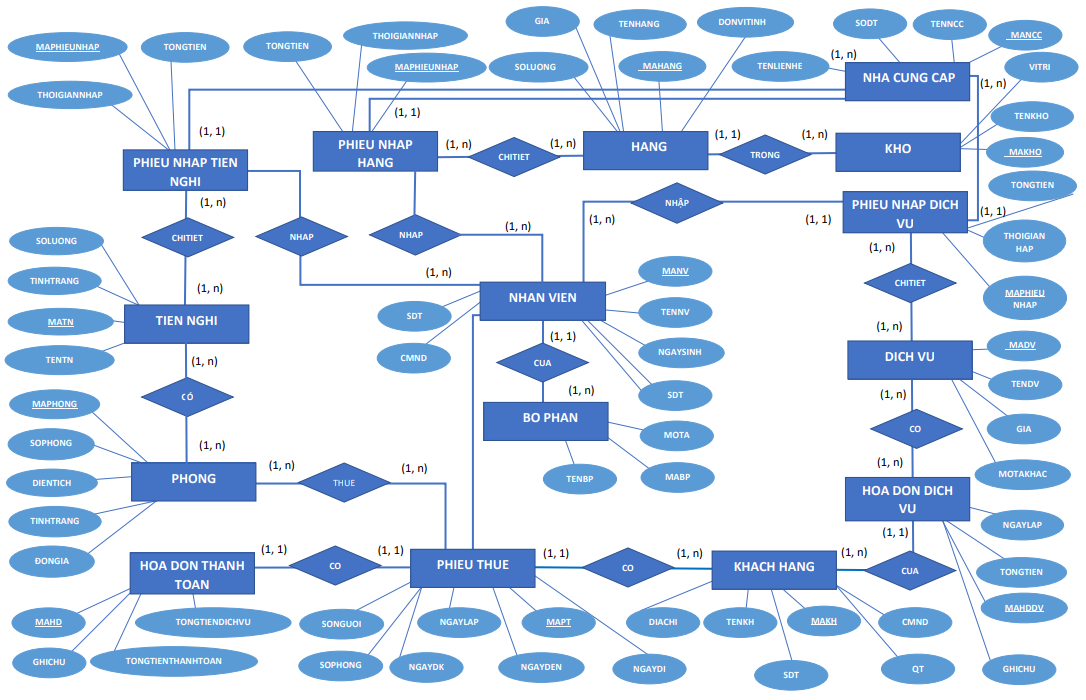 GIA
TENHANG
DONVITINH
SODT
TENNCC
_MANCC
MAPHIEUNHAP
TONGTIEN
TONGTIEN
THOIGIANNHAP
MAPHIEUNHAP
SOLUONG
_MAHANG
TENLIENHE
(1, n)
NHA CUNG CAP
VITRI
THOIGIANNHAP
(1, n)
(1, 1)
(1, 1)
TENKHO
PHIEU NHAP TIEN
NGHI
PHIEU NHAP
HANG
(1, n)
CHITIET
(1, n)
HANG
(1, 1)
TRONG
(1, n)
KHO
_MAKHO
TONGTIEN
(1, n)
CHITIET
NHAP
NHAP
(1, n)
(1, n)
NHẬP
(1, 1)
PHIEU NHAP DICH
VU
(1, 1)
THOIGIAN
HAP
SOLUONG
TINHTRANG
MATN
TENTN
(1, n)
TIEN NGHI
(1, n)
(1, n)
NHAN VIEN
SDT
CMND
MANV
TENNV
NGAYSINH
SDT
(1, n)
CHITIET
MAPHIEU
NHAP
(1, n)
DICH VU
_MADV
TENDV
GIA
MOTAKHAC
(1, 1)
CUA
(1, n)
BO PHAN
MOTA
MABP
TENBP
CÓ
(1, n)
MAPHONG
SOPHONG
DIENTICH
TINHTRANG
ĐONGIA
PHONG
(1, n)
THUE
(1, n)
(1, n)
CO
(1, n)
HOA DON DICH
VU
NGAYLAP
TONGTIEN
MAHDDV
GHICHU
(1, 1)
CUA
(1, n)
HOA DON THANH
TOAN
(1, 1)
CO
(1, 1)
PHIEU THUE
(1, 1)
CO
(1, n)
KHACH HANG
MAHD
GHICHU
TONGTIENDICHVU
TONGTIENTHANHTOAN
SONGUOI
SOPHONG
NGAYLAP
NGAYDK
MAPT
NGAYDEN
NGAYDI
DIACHI
TENKH
MAKH
CMND
SDT
QT